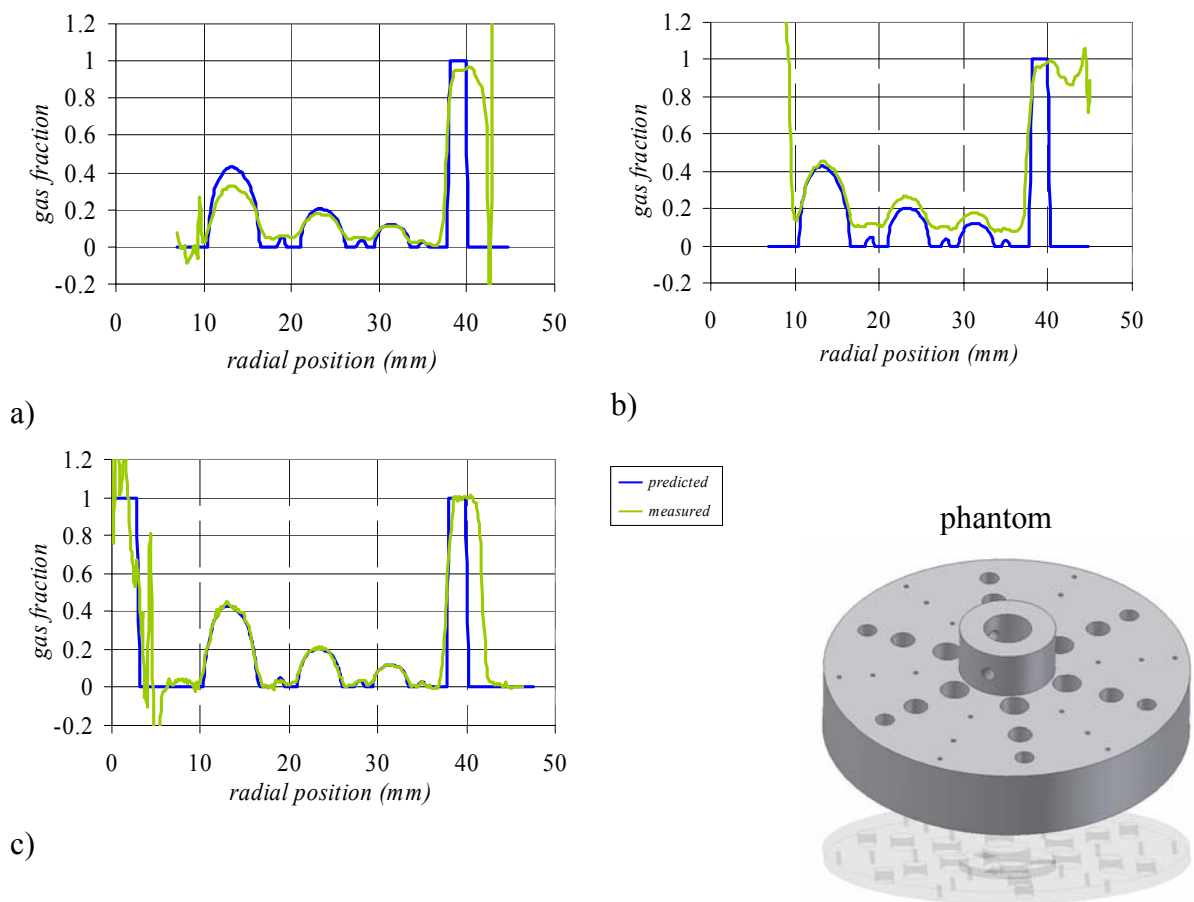 1.2
1
0.8
0.6
0.4
0.2
0
-0.2
gas fraction
0 10 20 30 40 50
radial position (mm)
a)
1.2
1
0.8
0.6
0.4
0.2
0
-0.2
gas fraction
0 10 20 30 40 50
radial position (mm)
b)
1.2
1
0.8
0.6
0.4
0.2
0
-0.2
gas fraction
0 10 20 30 40 50
radial position (mm)
c)
predicted
measured
phantom